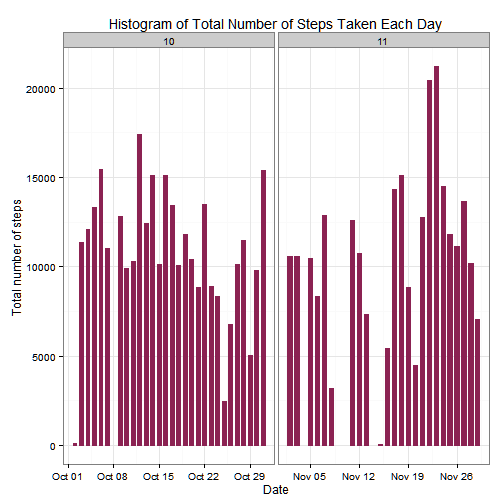 Histogram of Total Number of Steps Taken Each Day
10 11
20000
15000
10000
5000
0
Total number of steps
Oct 01 Oct 08 Oct 15 Oct 22 Oct 29 Nov 05 Nov 12 Nov 19 Nov 26
Date